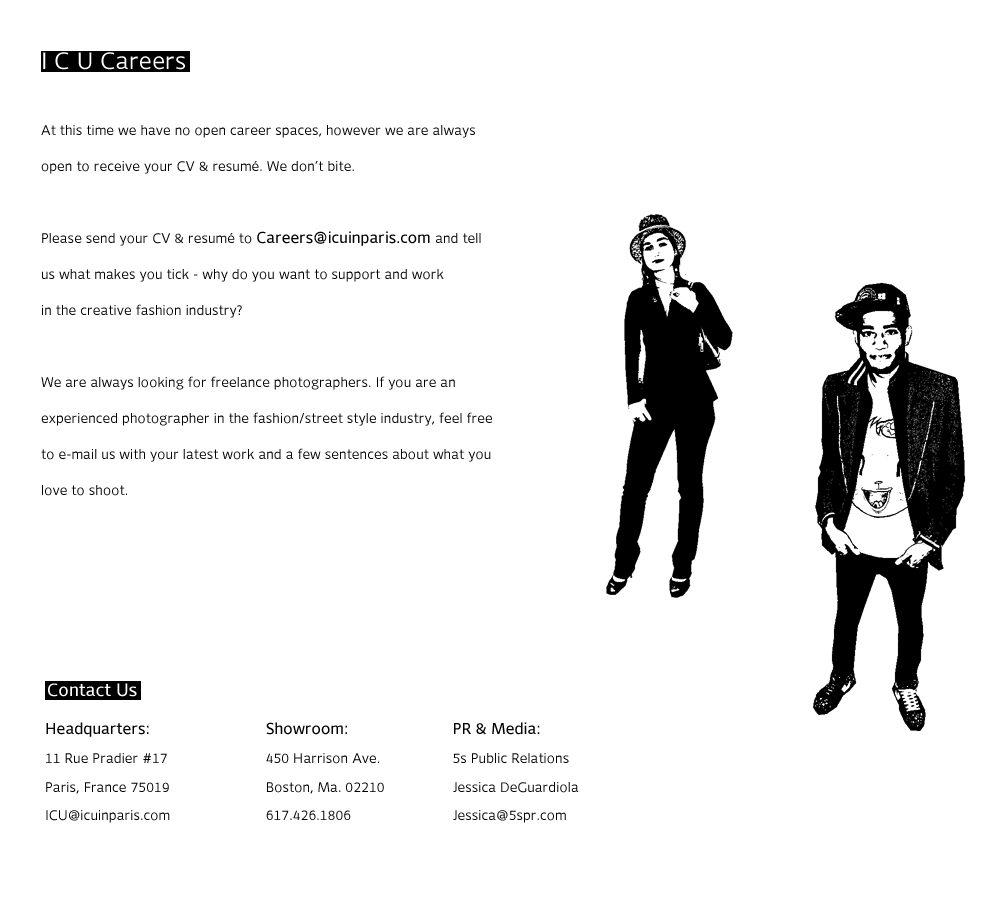 I C U Careers
At this time we have no open career spaces, however we are always
open to receive your CV & resumé. We don't bite.
Please send your CV & resumé to Careers@icuinparis.com and tell
us what makes you tick - why do you want to support and work
in the creative fashion industry?
We are always looking for freelance photographers. If you are an
experienced photographer in the fashion/street style industry, feel free
to e-mail us with your latest work and a few sentences about what you
love to shoot.
Contact Us
Headquarters:
11 Rue Pradier #17
Paris, France 75019
ICU@icuinparis.com
Showroom:
450 Harrison Ave.
Boston, Ma. 02210
617.426.1806
PR & Media:
5s Public Relations
Jessica DeGuardiola
Jessica@5spr.com